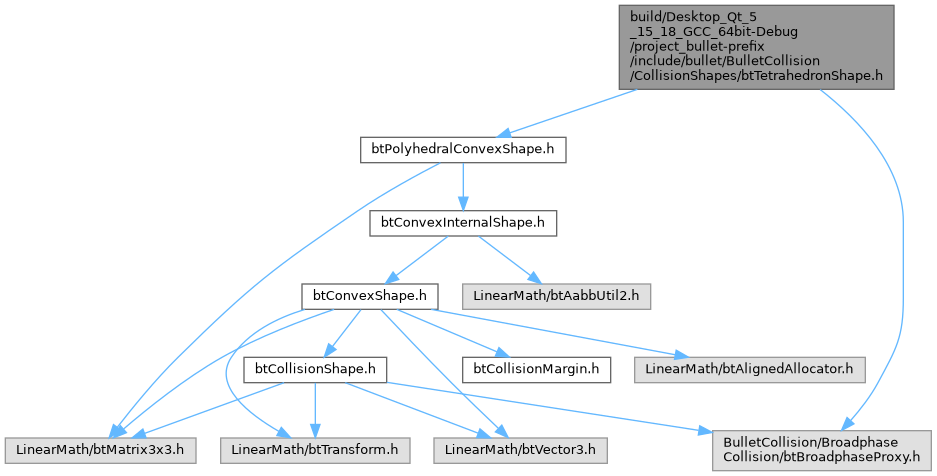 build/Desktop_Qt_5
_15_18_GCC_64bit-Debug
/project_bullet-prefix
/include/bullet/BulletCollision
/CollisionShapes/btTetrahedronShape.h
btPolyhedralConvexShape.h
btConvexInternalShape.h
btConvexShape.h
LinearMath/btAabbUtil2.h
btCollisionShape.h
btCollisionMargin.h
LinearMath/btAlignedAllocator.h
LinearMath/btMatrix3x3.h
LinearMath/btTransform.h
LinearMath/btVector3.h
BulletCollision/Broadphase
Collision/btBroadphaseProxy.h